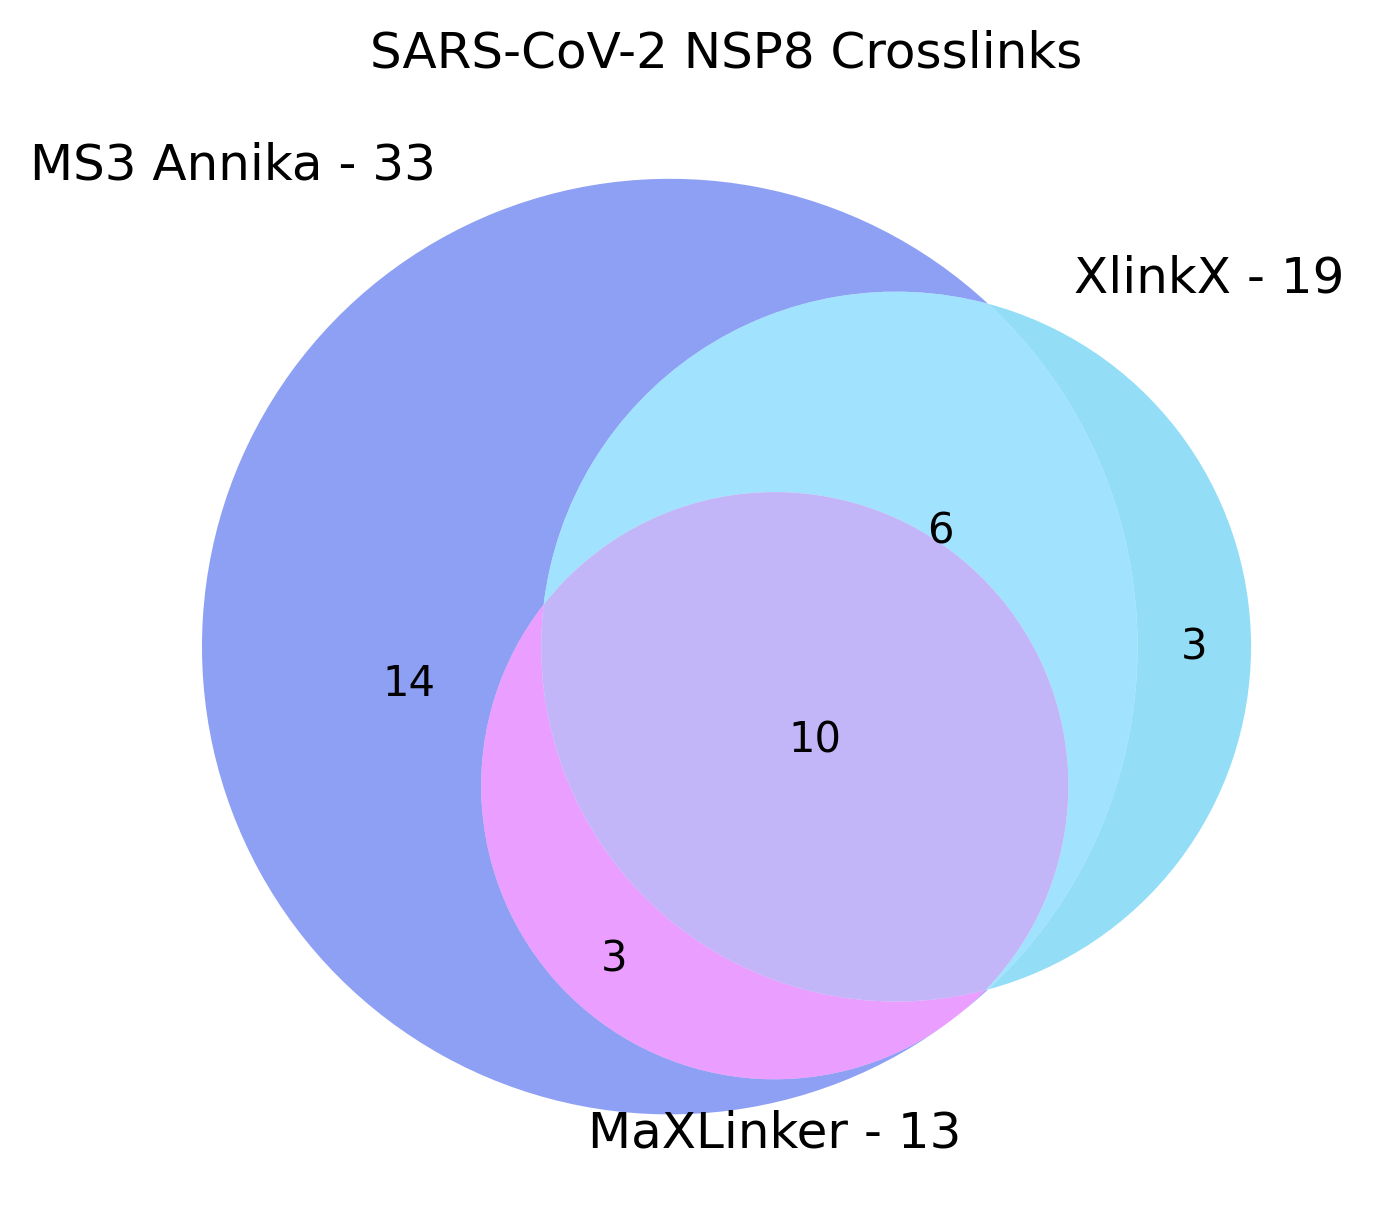 SARS-CoV-2 NSP8 Crosslinks
MS3 Annika - 33
XlinkX - 19
6
3
14
10
3
MaXLinker - 13